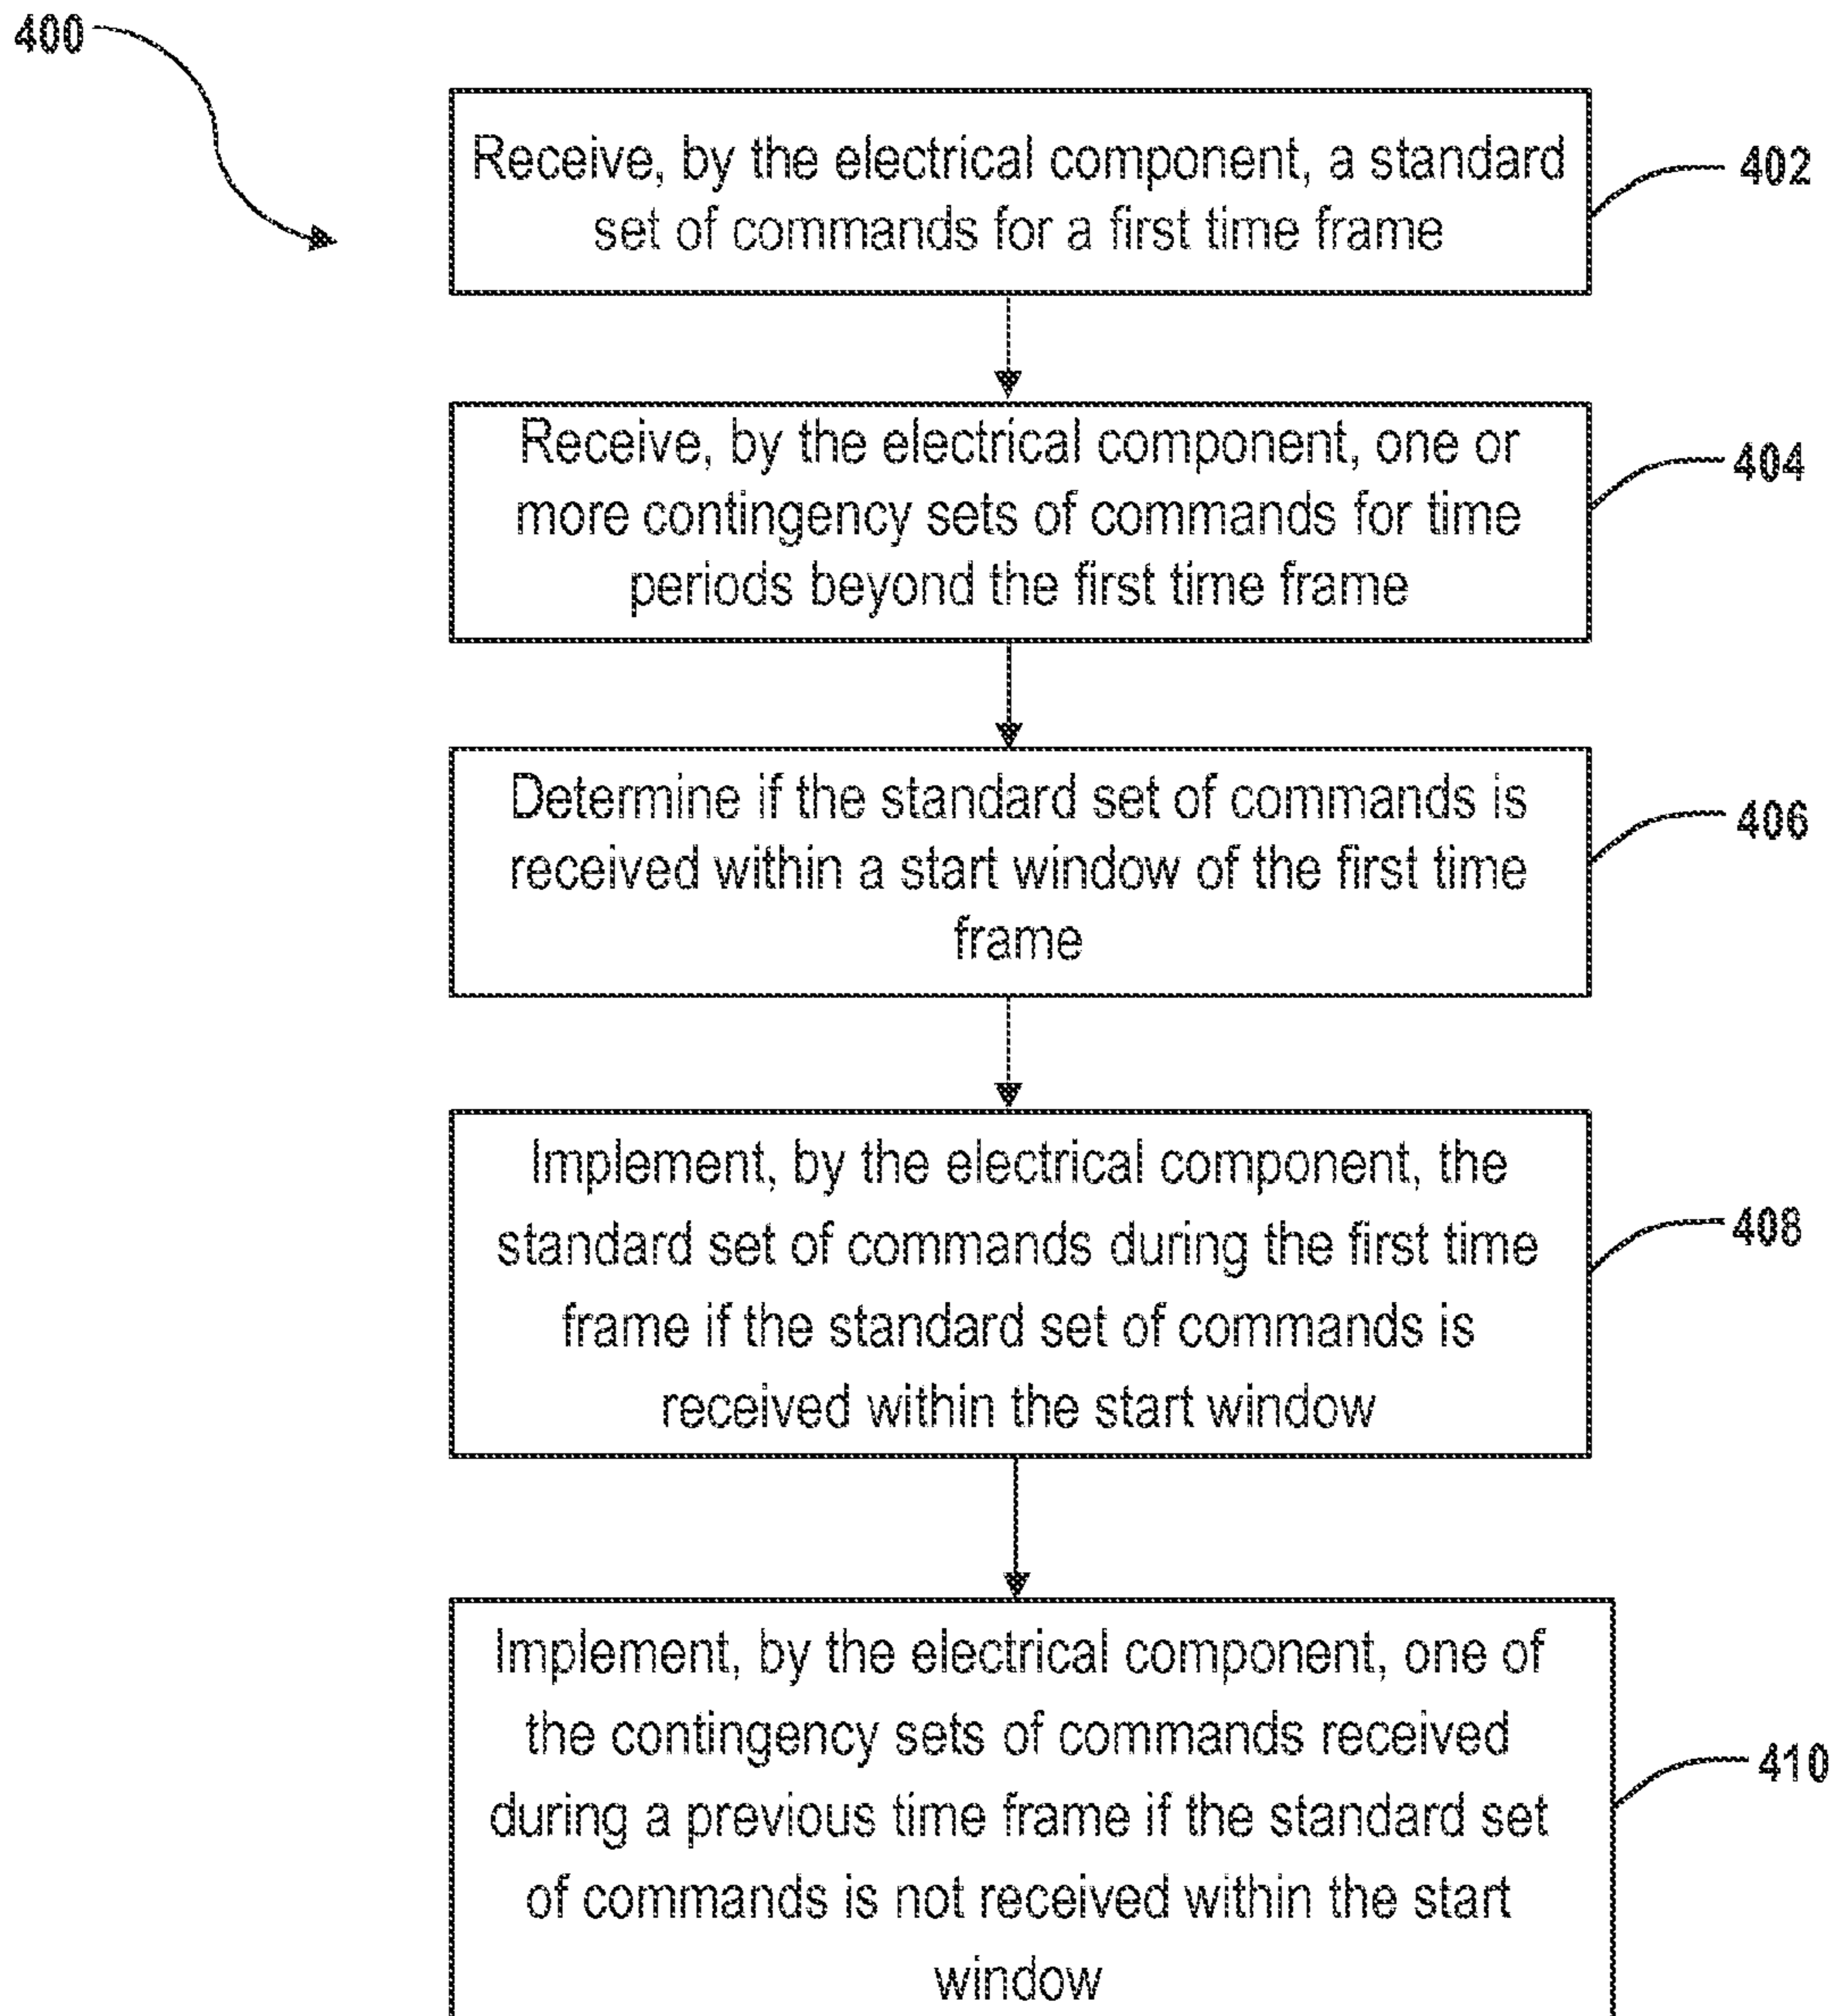 400
Receive, by the electrical component, a standard
set of commands for a first time frame
402
Receive, by the electrical component, one or
more contingency sets of commands for time
periods beyond the first time frame
404
Determine if the standard set of commands is
received within a start window of the first time
frame
406
Implement, by the electrical component, the
standard set of commands during the first time
frame if the standard set of commands is
received within the start window
408
Implement, by the electrical component, one of
the contingency sets of commands received
during a previous time frame if the standard set
of commands is not received within the start
window
410